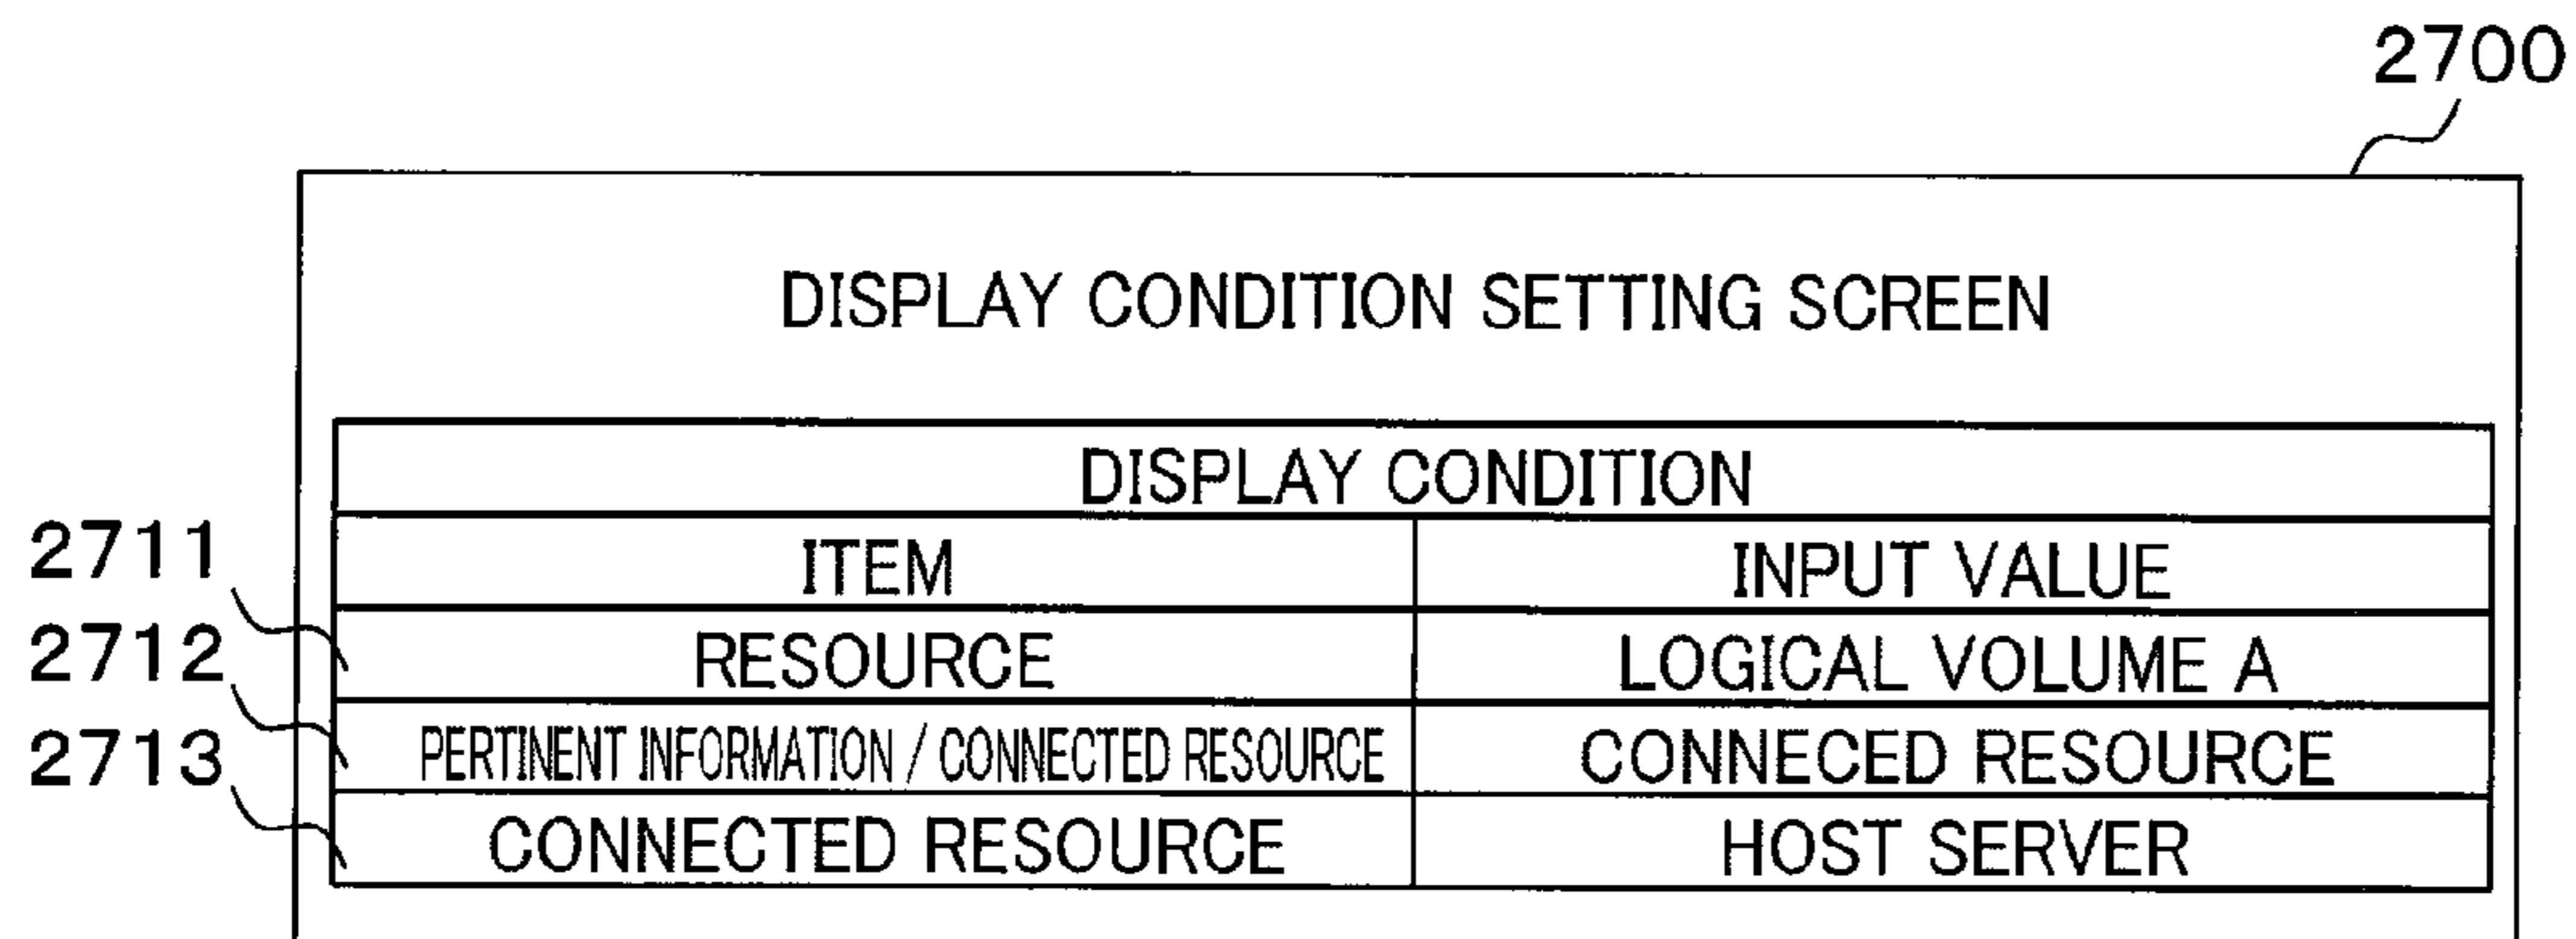 2700
DISPLAY CONDITION SETTING SCREEN
DISPLAY CONDITION
ITEM INPUT VALUE
2711 RESOURCE LOGICAL VOLUME A
2712 PERTINENT INFORMATION / CONNECTED RESOURCE CONNECED RESOURCE
2713 CONNECTED RESOURCE HOST SERVER